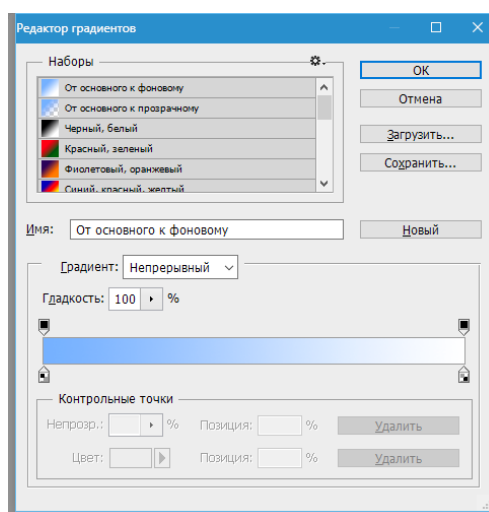 Редактор градиентов
Наборы
От основного к фоновому
От основного к прозрачному
Черный, белый
Красный, зеленый
Фиолетовый, оранжевый
Синий, красный, желтый
ОК
Отмена
Загрузить...
Сохранить...
Имя: От основного к фоновому
Новый
Градиент: Непрерывный
Гладкость: 100 %
Контрольные точки
Непрозр.: % Позиция: % Удалить
Цвет: Позиция: % Удалить